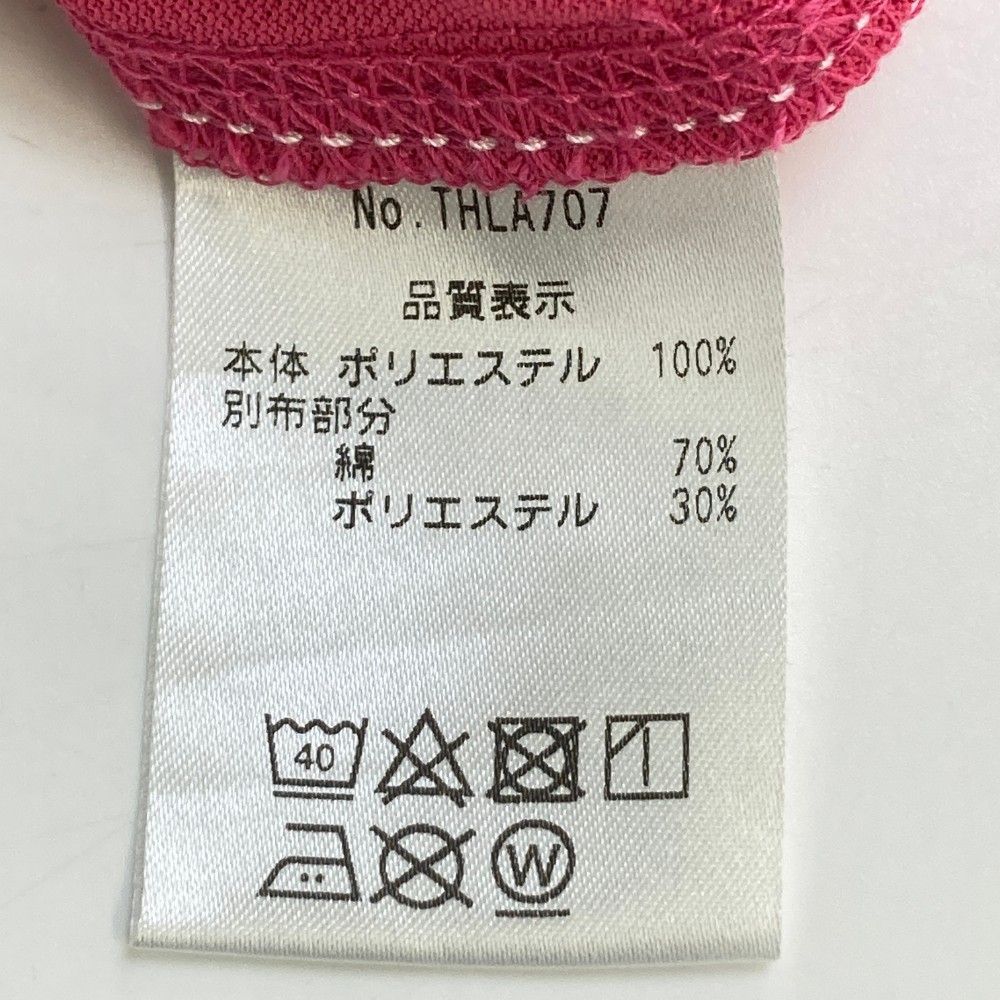 No.THLA707
品質表示
本体 ポリエステル 100%
別布部分
綿 70%
ポリエステル 30%
40
W